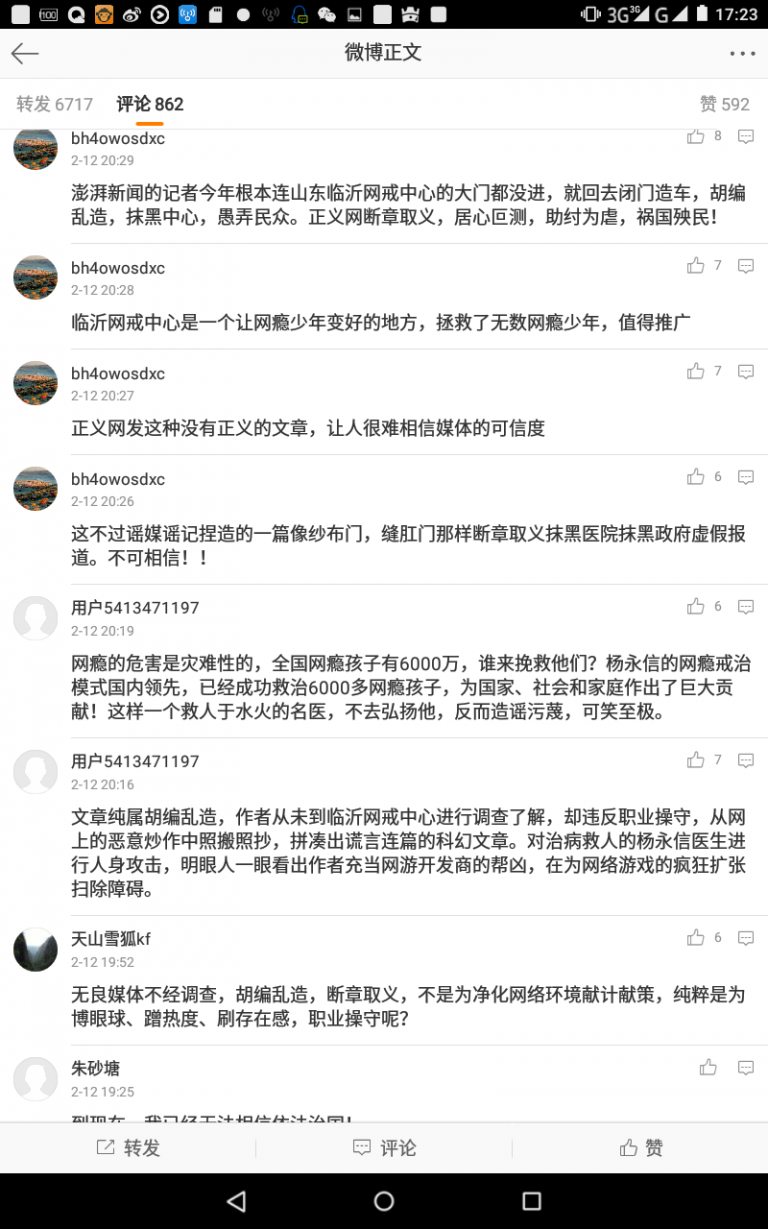 100
3G
3G
G
17:23
微博正文
转发 6717
评论 862
赞 592
bh4owosdxc
8
2-12 20:29
澎湃新闻的记者今年根本连山东临沂网戒中心的大门都没进，就回去闭门造车，胡编
乱造，抹黑中心，愚弄民众。正义网断章取义，居心叵测，助纣为虐，祸国殃民！
bh4owosdxc
7
2-12 20:28
临沂网戒中心是一个让网瘾少年变好的地方，拯救了无数网瘾少年，值得推广
bh4owosdxc
7
2-12 20:27
正义网发这种没有正义的文章，让人很难相信媒体的可信度
bh4owosdxc
6
2-12 20:26
这不过谣媒谣记捏造的一篇像纱布门，缝肛门那样断章取义抹黑医院抹黑政府虚假报
道。不可相信！！
用户5413471197
6
2-12 20:19
网瘾的危害是灾难性的，全国网瘾孩子有6000万，谁来挽救他们？杨永信的网瘾戒治
模式国内领先，已经成功救治6000多网瘾孩子，为国家、社会和家庭作出了巨大贡
献！这样一个救人于水火的名医，不去弘扬他，反而造谣污蔑，可笑至极。
用户5413471197
7
2-12 20:16
文章纯属胡编乱造，作者从未到临沂网戒中心进行调查了解，却违反职业操守，从网
上的恶意炒作中照搬照抄，拼凑出谎言连篇的科幻文章。对治病救人的杨永信医生进
行人身攻击，明眼人一眼看出作者充当网游开发商的帮凶，在为网络游戏的疯狂扩张
扫除障碍。
天山雪狐kf
6
2-12 19:52
无良媒体不经调查，胡编乱造，断章取义，不是为净化网络环境献计献策，纯粹是为
博眼球、蹭热度、刷存在感，职业操守呢？
朱砂塘
2-12 19:25
到现在，我已经无法相信依法治国！
转发
评论
赞